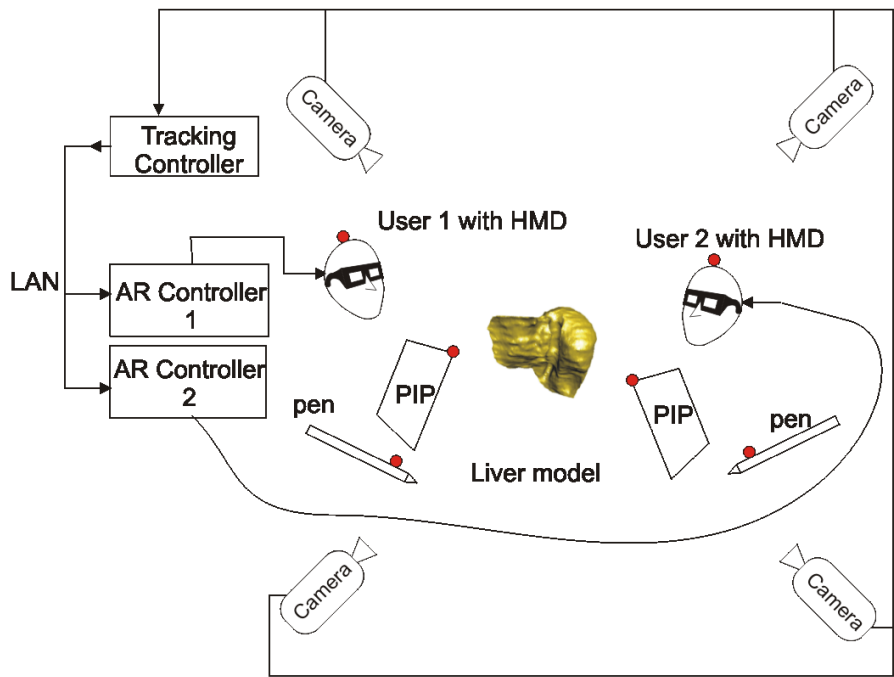 Camera
Camera
Tracking
Controller
User 1 with HMD
User 2 with HMD
LAN
AR Controller
1
AR Controller
2
PIP
PIP
pen
pen
Liver model
Camera
Camera